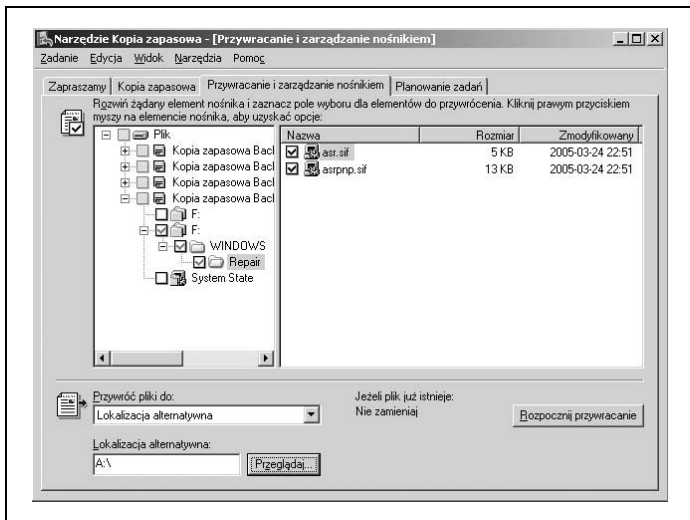 Narzędzie Kopia zapasowa - [Przywracanie i zarządzanie nośnikiem]
Zadanie Edycja Widok Narzędzia Pomoc
Zapraszamy Kopia zapasowa Przywracanie i zarządzanie nośnikiem Planowanie zadań
Rozwiń żądany element nośnika i zaznacz pole wyboru dla elementów do przywrócenia. Kliknij prawym przyciskiem
myszy na elemencie nośnika, aby uzyskać opcje:
Plik
Kopia zapasowa Bacl
Kopia zapasowa Bacl
Kopia zapasowa Bacl
Kopia zapasowa Bacl
F:
F:
WINDOWS
Repair
System State
Nazwa Rozmiar Zmodyfikowany
asr.sif 5 KB 2005-03-24 22:51
asrpnp.sif 13 KB 2005-03-24 22:51
Przywróć pliki do:
Lokalizacja alternatywna
Jeżeli plik już istnieje:
Nie zamieniaj
Rozpocznij przywracanie
Lokalizacja alternatywna:
A:\
Przeglądaj...